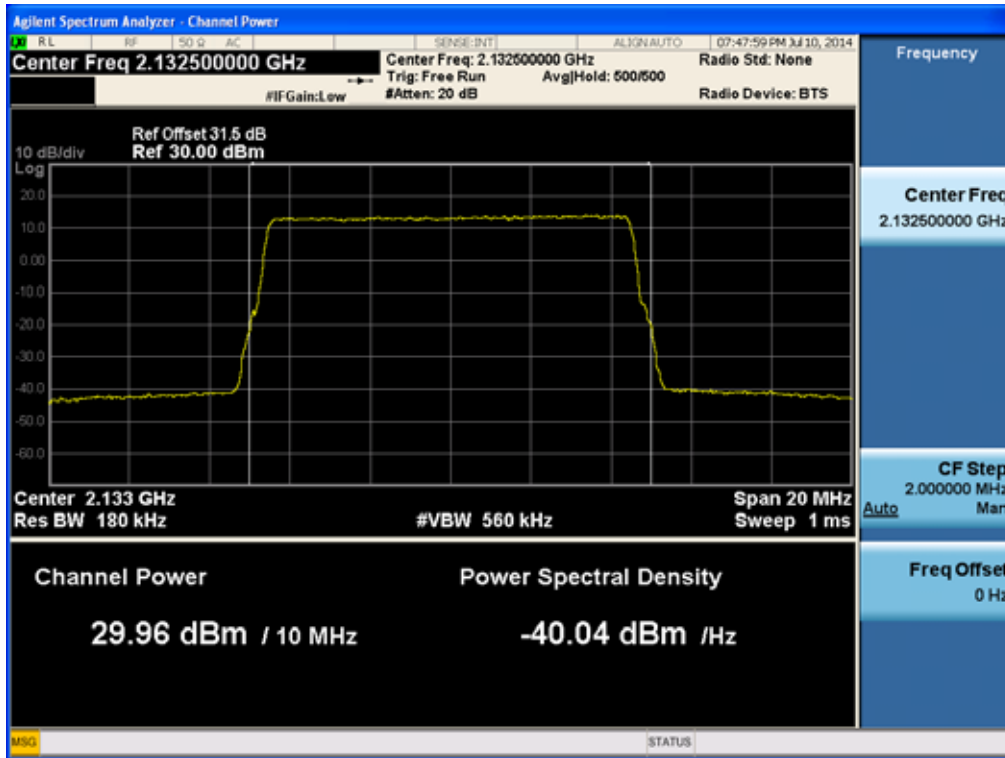 Agilent Spectrum Analyzer - Channel Power
RL RF 50 Ω AC SENSE:INT ALIGNAUTO 07:47:59 PM Jul 10, 2014
Center Freq 2.132500000 GHz
Center Freq: 2.132500000 GHz
Radio Std: None
Trig: Free Run Avg|Hold: 500/500
#IFGain:Low
#Atten: 20 dB
Radio Device: BTS
Ref Offset 31.5 dB
10 dB/div Ref 30.00 dBm
Log
20.0
10.0
0.00
-10.0
-20.0
-30.0
-40.0
-50.0
-60.0
Center 2.133 GHz Span 20 MHz
Res BW 180 kHz #VBW 560 kHz Sweep 1 ms
Channel Power Power Spectral Density
29.96 dBm / 10 MHz -40.04 dBm /Hz
Frequency
Center Freq
2.132500000 GHz
CF Step
2.000000 MHz
Auto Man
Freq Offset
0 Hz
MSG STATUS